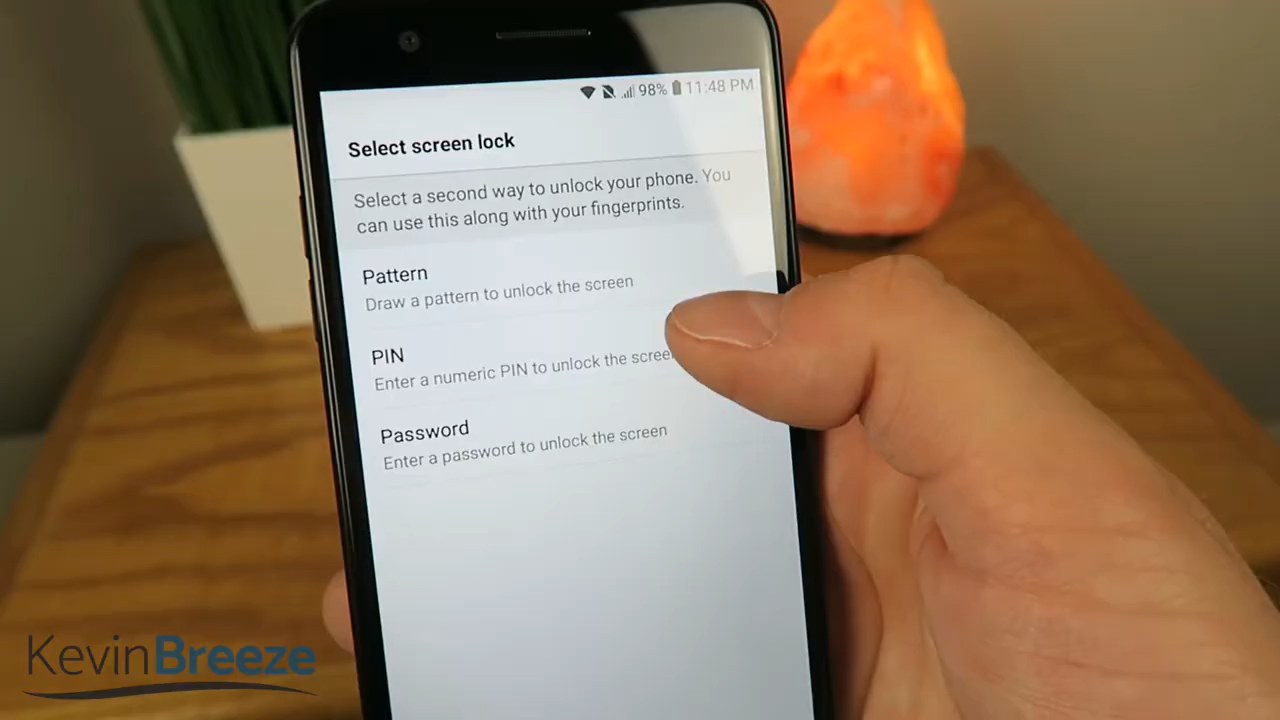 98% 11:48 PM
Select screen lock
Select a second way to unlock your phone. You
can use this along with your fingerprints.
Pattern
Draw a pattern to unlock the screen
PIN
Enter a numeric PIN to unlock the scree
Password
Enter a password to unlock the screen
KevinBreeze